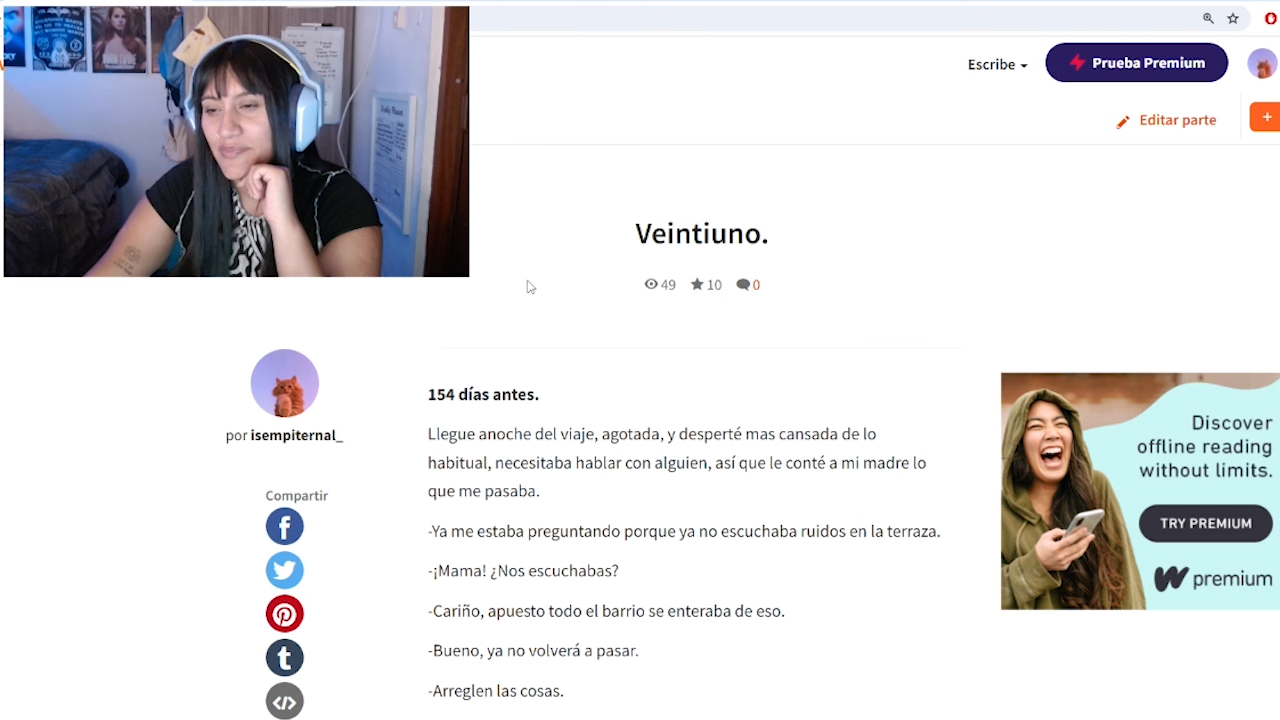 Escribe
Prueba Premium
Editar parte
+
Veintiuno.
49 10 0
por isempiternal_
Compartir
154 días antes.
Llegue anoche del viaje, agotada, y desperté mas cansada de lo
habitual, necesitaba hablar con alguien, así que le conté a mi madre lo
que me pasaba.
-Ya me estaba preguntando porque ya no escuchaba ruidos en la terraza.
-¡Mama! ¿Nos escuchabas?
-Cariño, apuesto todo el barrio se enteraba de eso.
-Bueno, ya no volverá a pasar.
-Arreglen las cosas.
Discover
offline reading
without limits.
TRY PREMIUM
premium